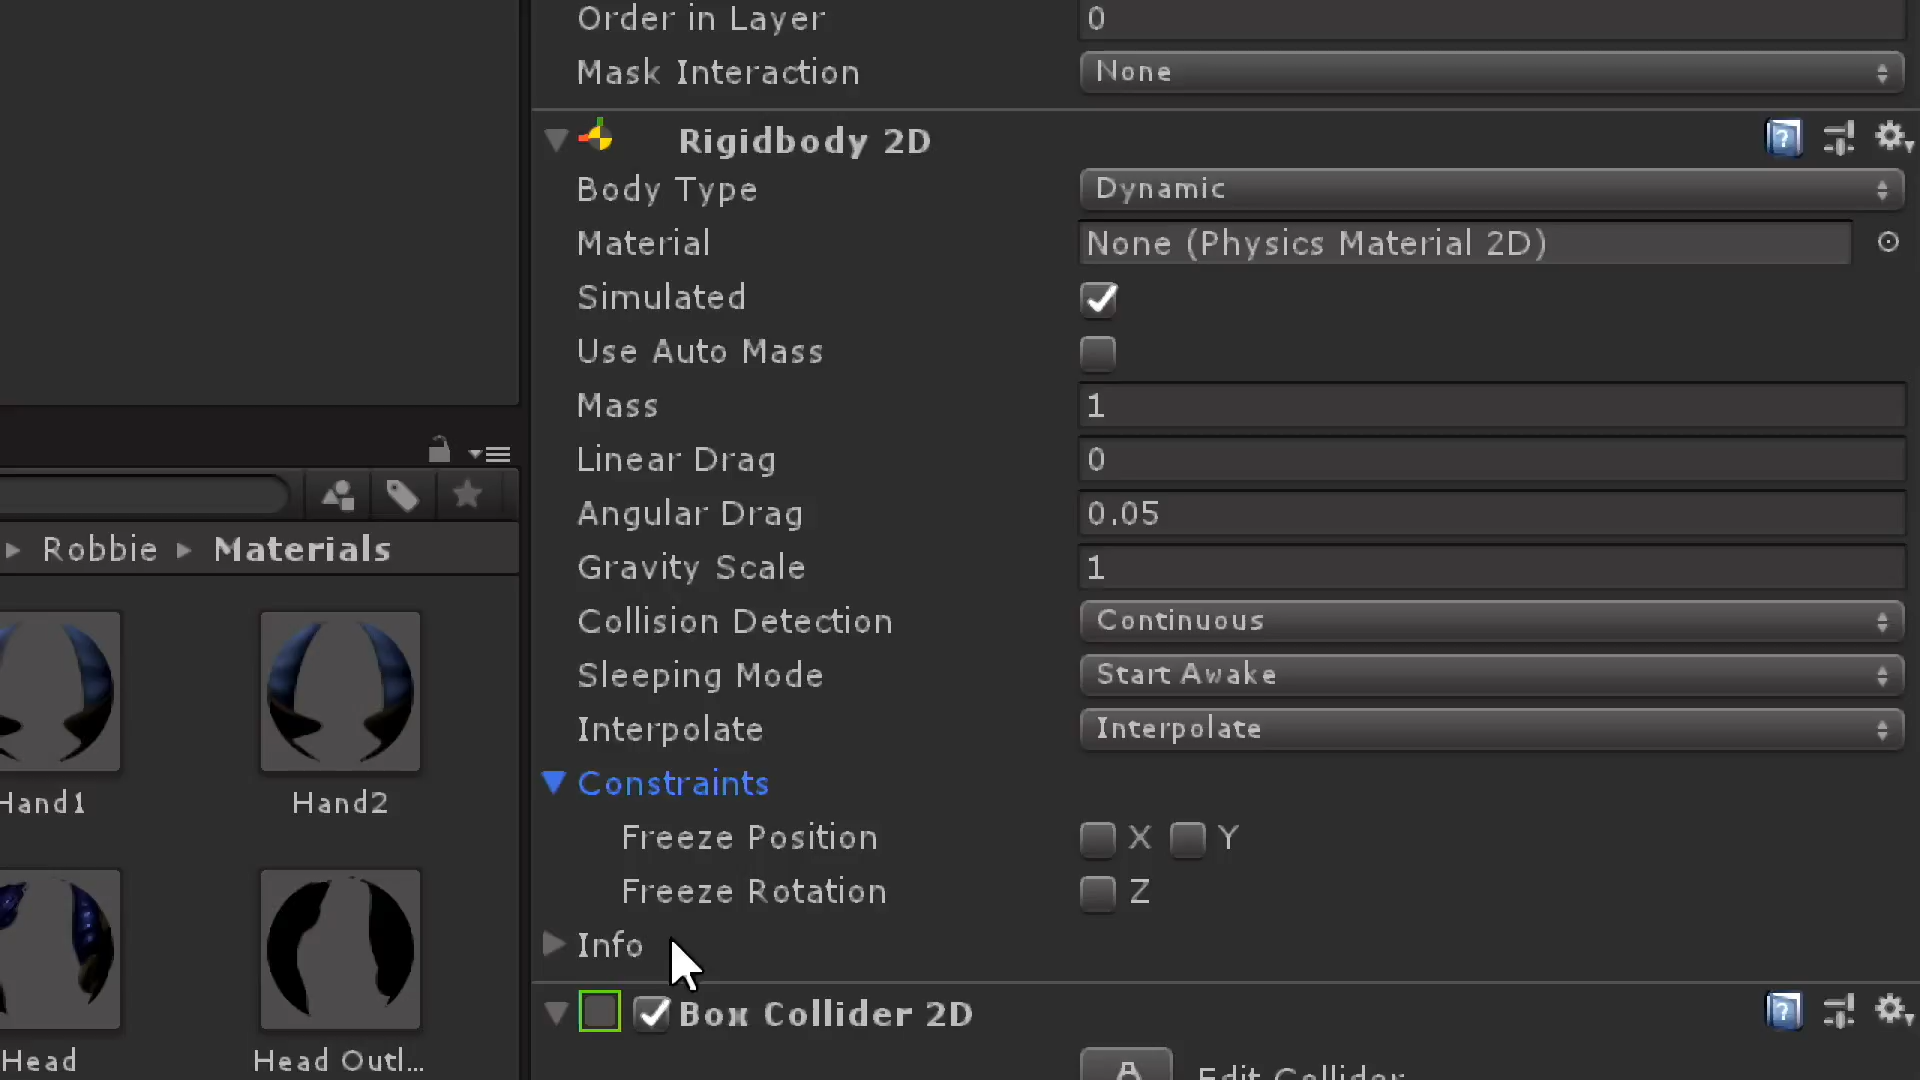 Order in Layer 0
Mask Interaction None
Rigidbody 2D
Body Type Dynamic
Material None (Physics Material 2D)
Simulated
Use Auto Mass
Mass 1
Linear Drag 0
Angular Drag 0.05
Gravity Scale 1
Collision Detection Continuous
Sleeping Mode Start Awake
Interpolate Interpolate
Constraints
Freeze Position X Y
Freeze Rotation Z
Info
Box Collider 2D
Edit Collider
Robbie Materials
Hand1 Hand2
Head Head Outl...